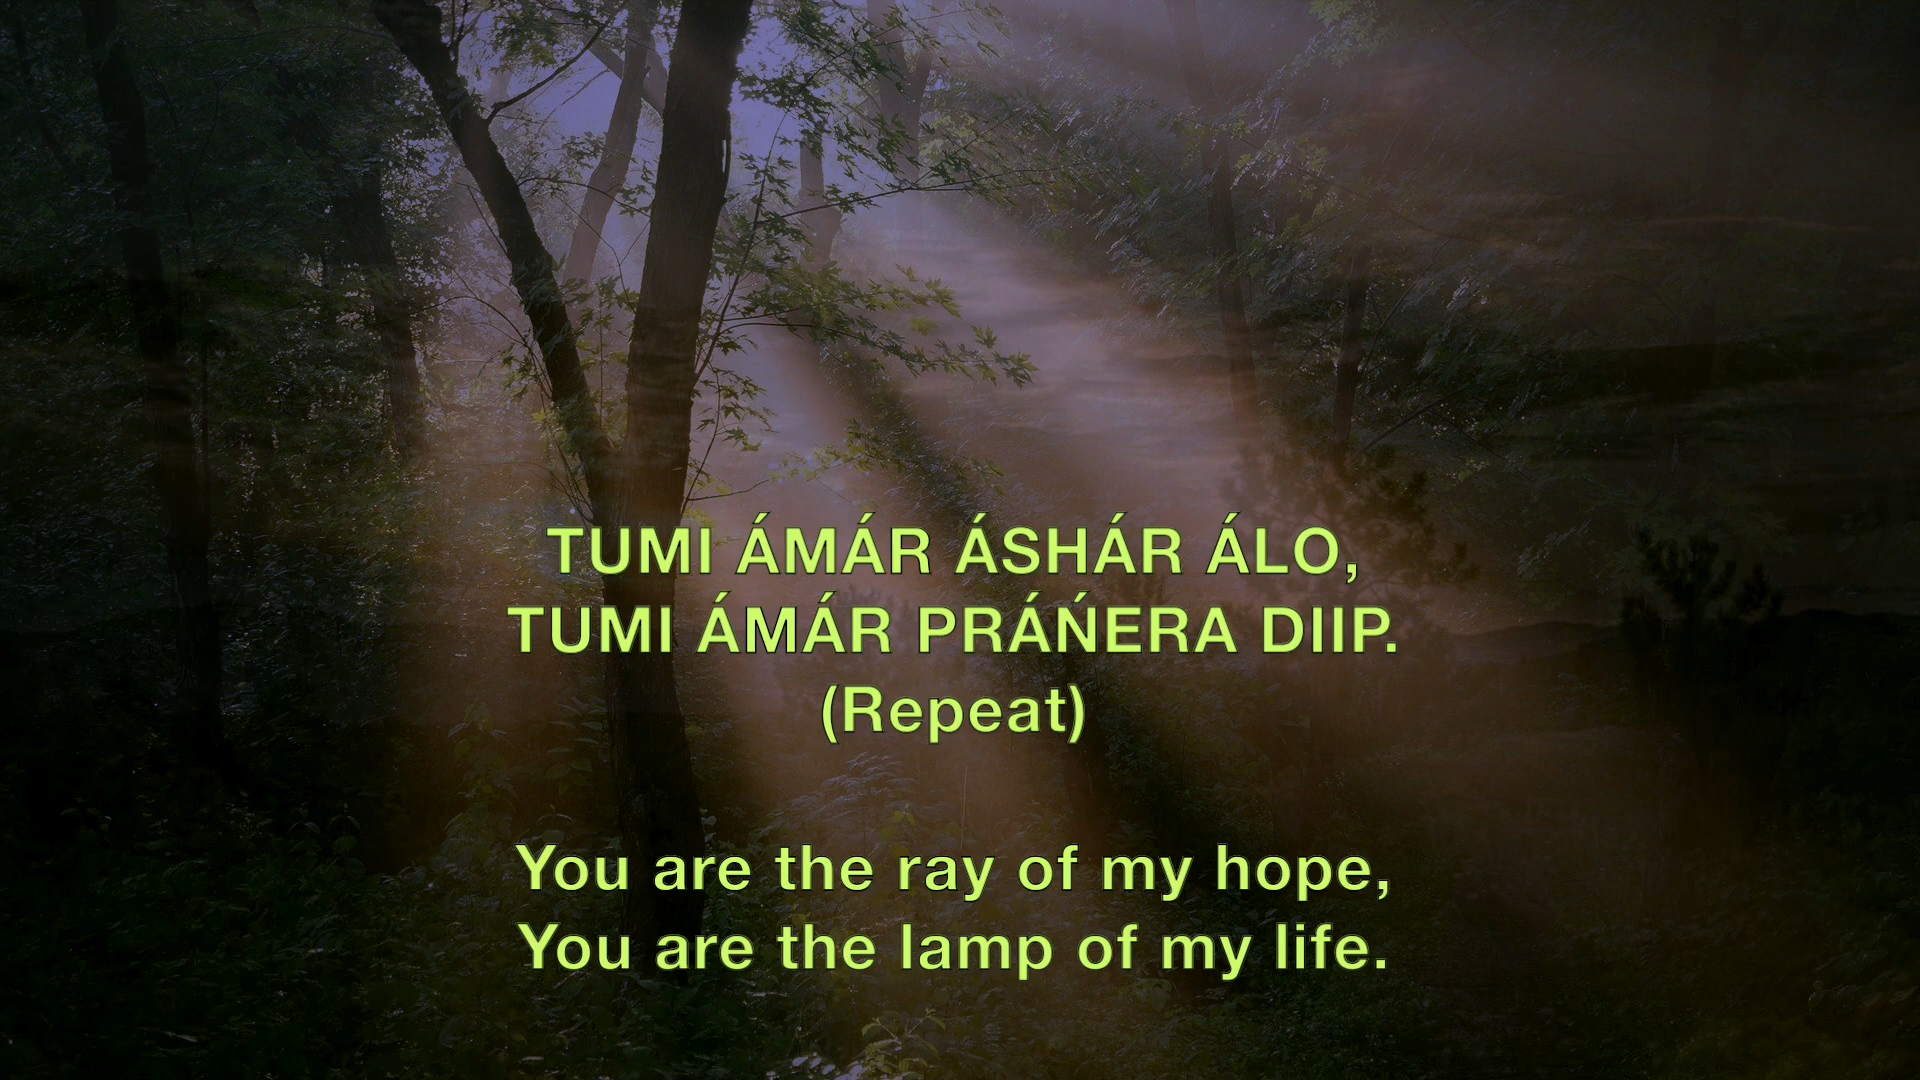 TUMI ÁMÁR ÁSHÁR ÁLO,
TUMI ÁMÁR PRÁŃERA DIIP.
(Repeat)
You are the ray of my hope,
You are the lamp of my life.